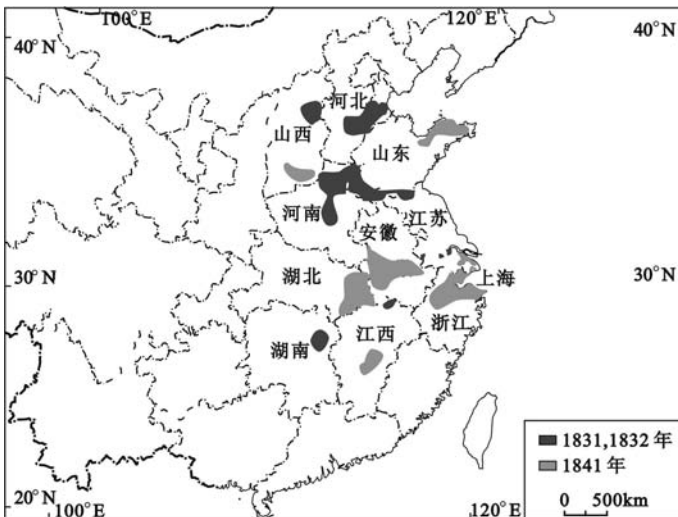 100°E
120°E
40°N
40°N
河北
山西
山东
河南
江苏
安徽
湖北
上海
30°N
30°N
浙江
江西
湖南
1831,1832年
1841年
20°N
100°E
120°E
0 500km